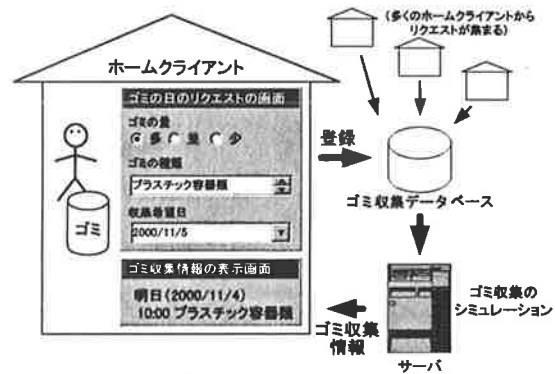 (多くのホームクライアントから
リクエストが集まる)
ホームクライアント
ゴミの日のリクエストの画面
ゴミの量
多 並 少
ゴミの種類
プラスチック容器類
収集希望日
2000/11/5
ゴミ
登録
ゴミ収集データベース
ゴミ収集情報の表示画面
明日(2000/11/4)
10:00 プラスチック容器類
ゴミ収集
情報
ゴミ収集の
シミュレーション
サーバ